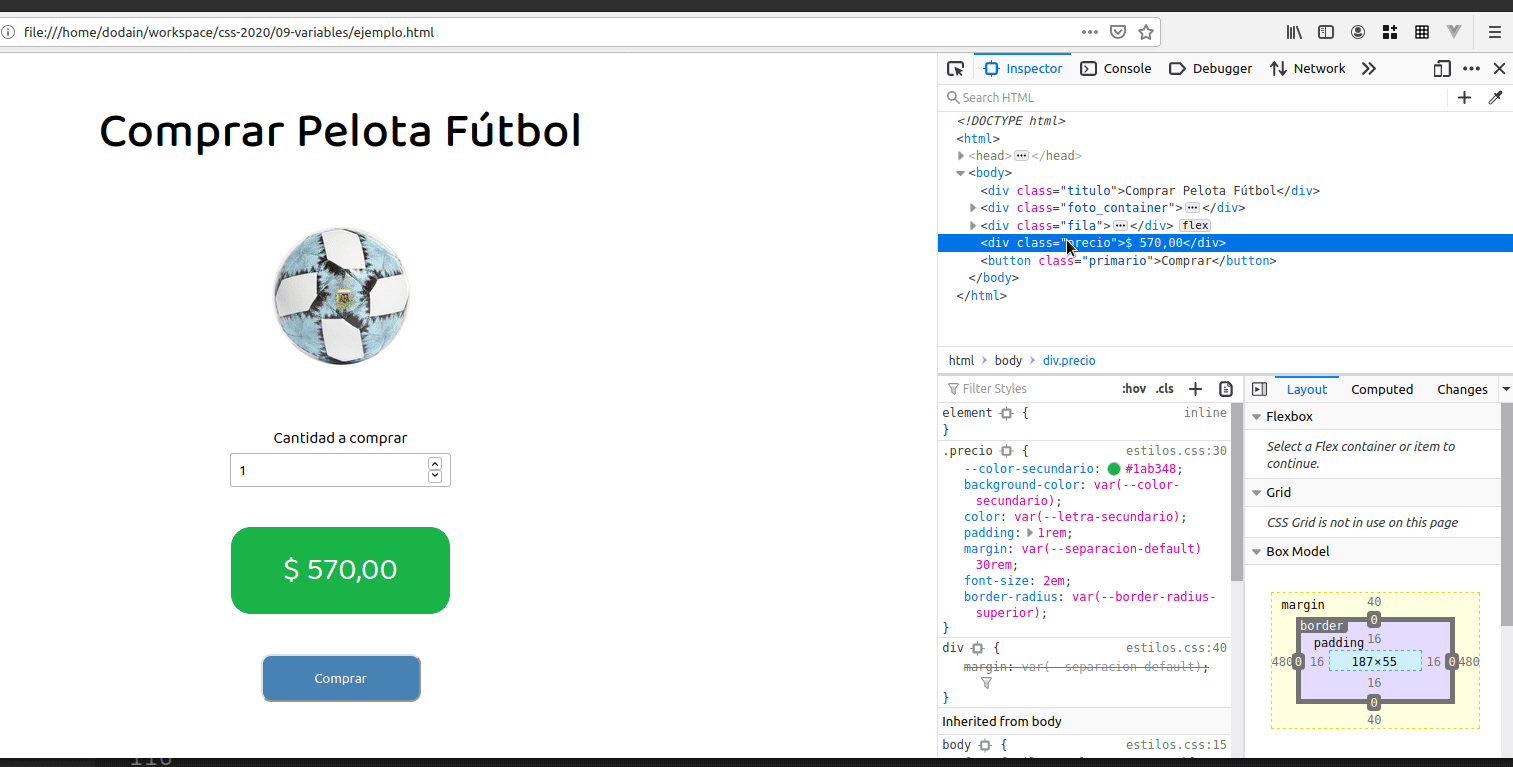 file:///home/dodain/workspace/css-2020/09-variables/ejemplo.html
Comprar Pelota Fútbol
Cantidad a comprar
1
$ 570,00
Comprar
Inspector Console Debugger Network
Search HTML
<!DOCTYPE html>
<html>
<head> </head>
<body>
<div class="titulo">Comprar Pelota Fútbol</div>
<div class="foto_container"> </div>
<div class="fila"> </div> flex
<div class="precio">$ 570,00</div>
<button class="primario">Comprar</button>
</body>
</html>
html > body > div.precio
Filter Styles :hov .cls +
element { inline
}
.precio { estilos.css:30
--color-secundario: #1ab348;
background-color: var(--color-
secundario);
color: var(--letra-secundario);
padding: 1rem;
margin: var(--separacion-default)
30rem;
font-size: 2em;
border-radius: var(--border-radius-
superior);
}
div { estilos.css:40
margin: var(--separacion-default);
}
Inherited from body
body { estilos.css:15
Layout Computed Changes
Flexbox
Select a Flex container or item to
continue.
Grid
CSS Grid is not in use on this page
Box Model
margin 40
border 0
padding 16
480 0 16 187×55 16 0 480
16
0
40